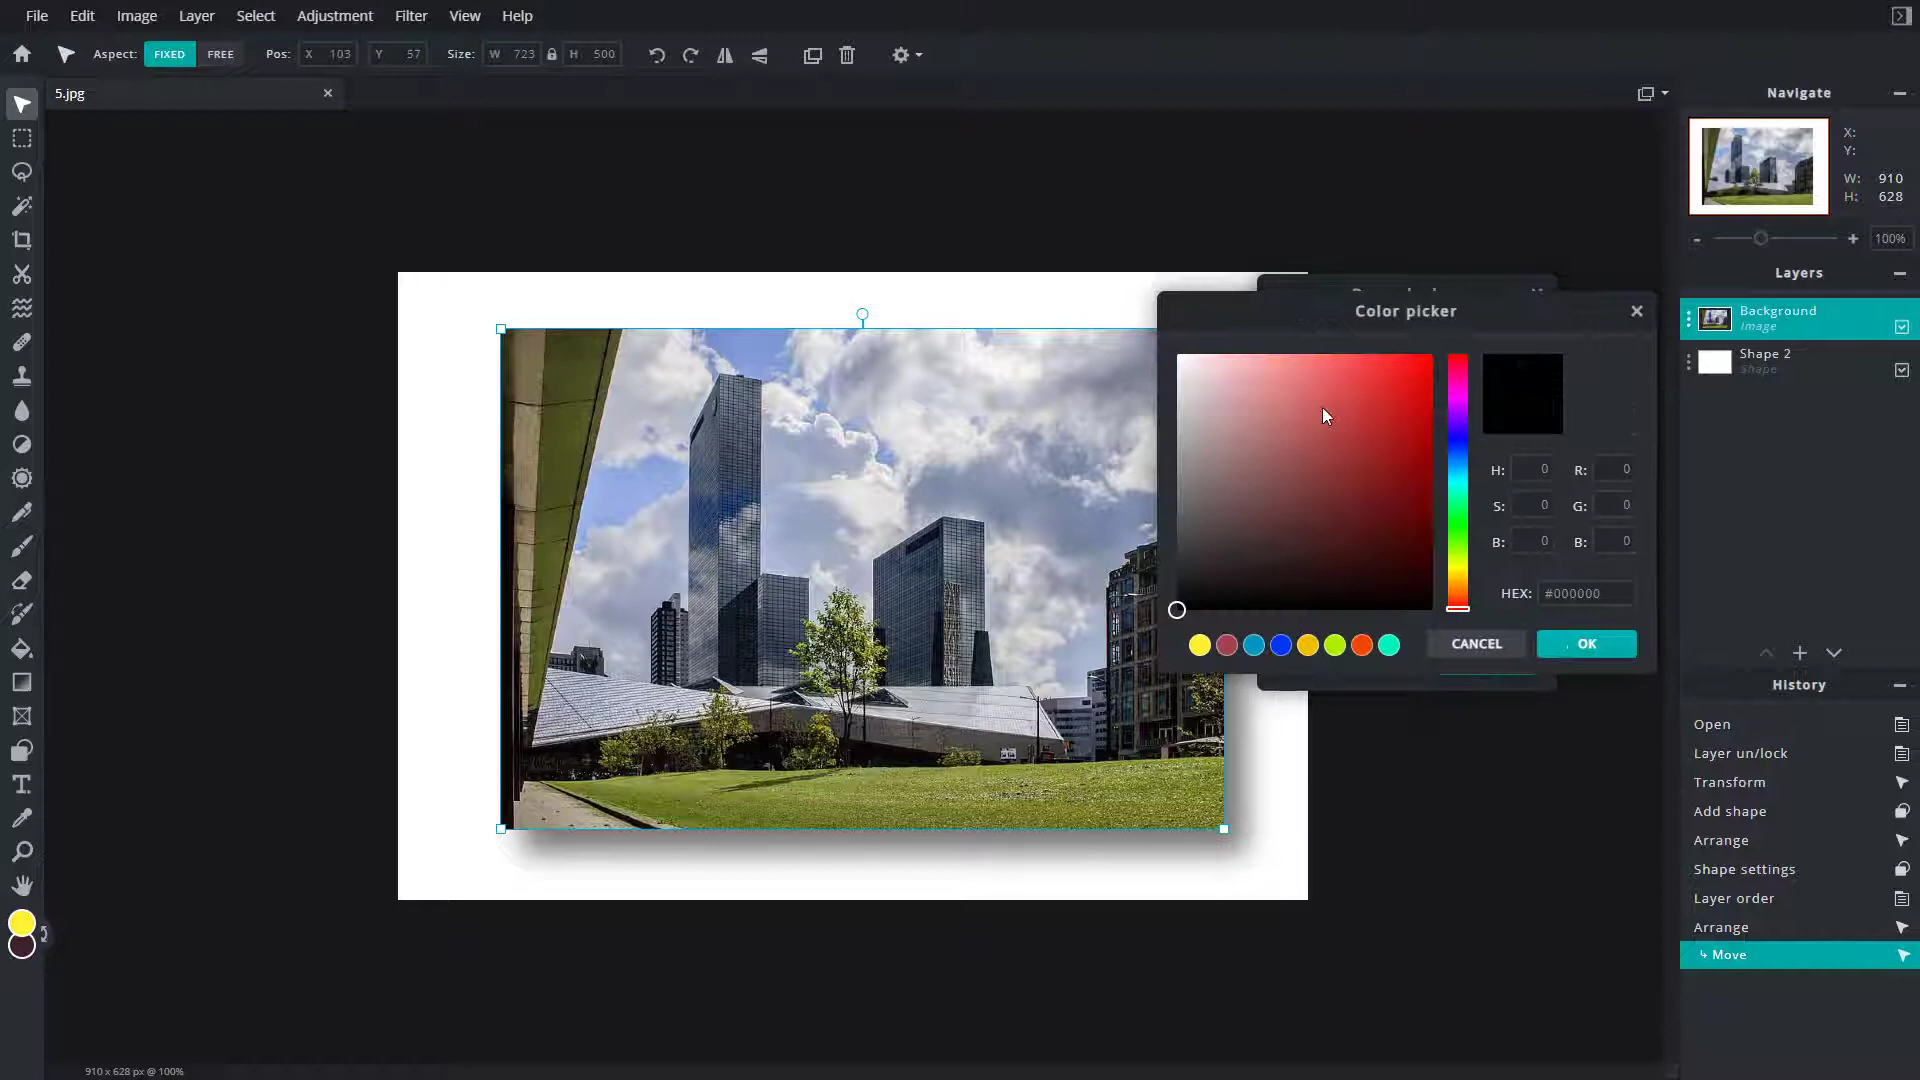 File Edit Image Layer Select Adjustment Filter View Help
Aspect: FIXED FREE Pos: X 103 Y 57 Size: W 723 H 500
5.jpg
Navigate
X:
Y:
W: 910
H: 628
100%
Layers
Background
Image
Shape 2
Shape
Color picker
H: 0 R: 0
S: 0 G: 0
B: 0 B: 0
HEX: #000000
CANCEL OK
History
Open
Layer un/lock
Transform
Add shape
Arrange
Shape settings
Layer order
Arrange
Move
910 x 628 px @ 100%